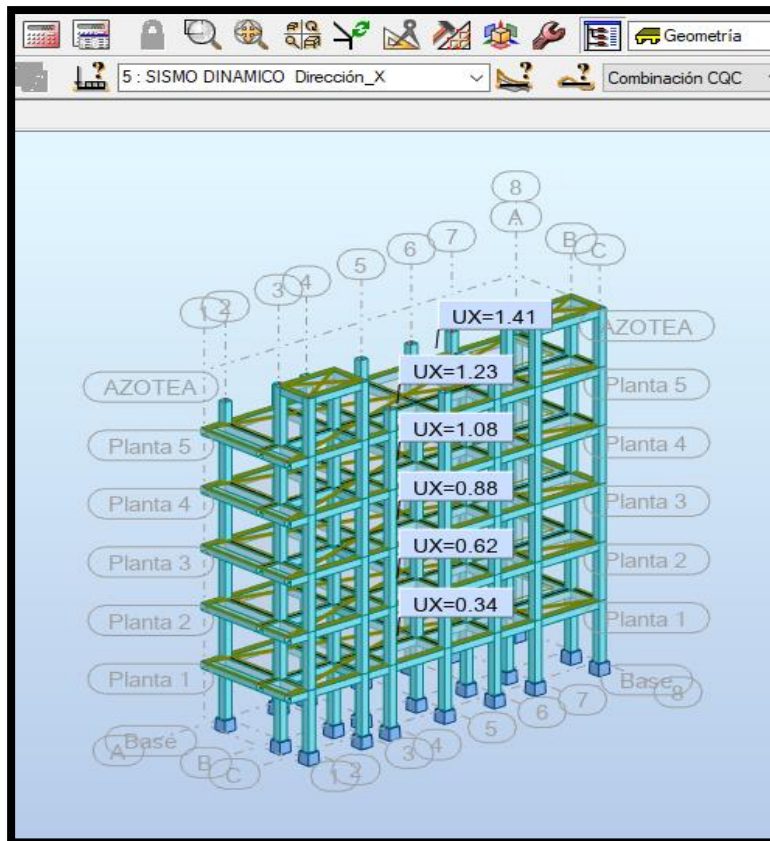 Geometría
5 : SISMO DINAMICO Dirección_X
Combinación CQC
8
A
7
B
6
C
5
4
3
2
1
UX=1.41
AZOTEA
UX=1.23
AZOTEA
Planta 5
UX=1.08
Planta 5
Planta 4
UX=0.88
Planta 4
Planta 3
UX=0.62
Planta 3
Planta 2
UX=0.34
Planta 2
Planta 1
Planta 1
Base
8
Base
A
7
6
5
4
3
B
2
C
1